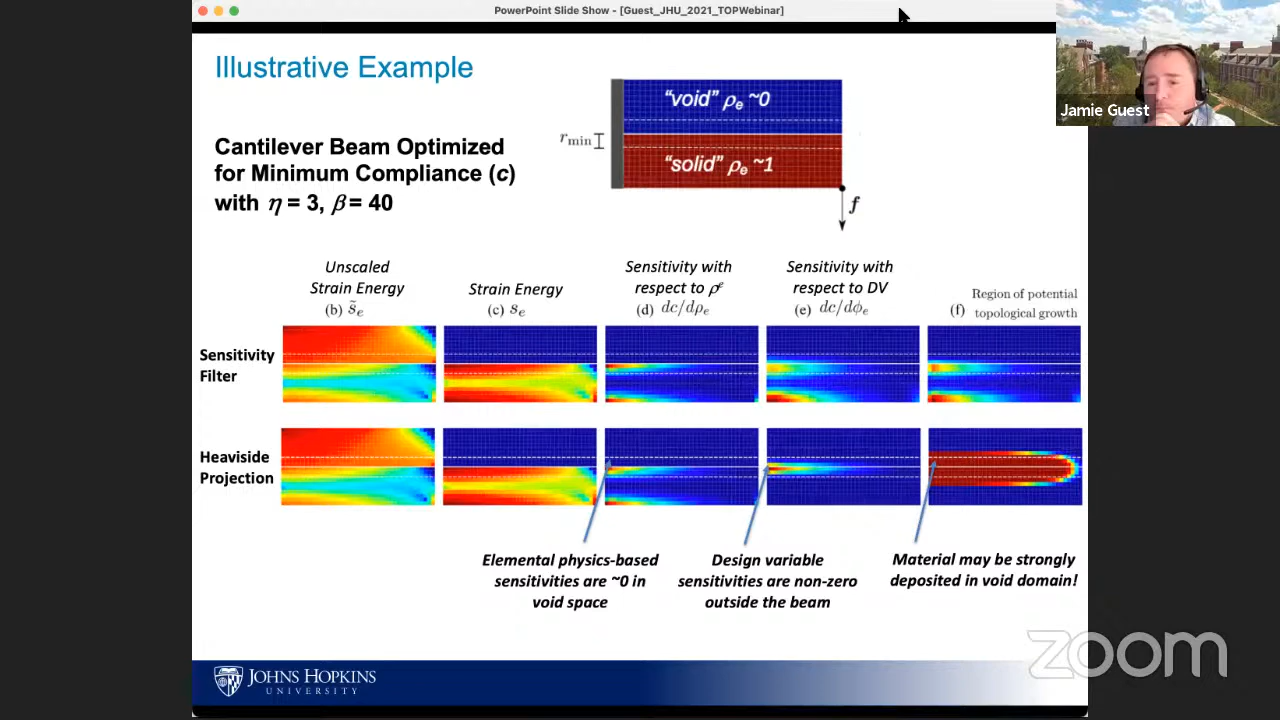 PowerPoint Slide Show - [Guest_JHU_2021_TOPWebinar]
Jamie Guest
Illustrative Example
Cantilever Beam Optimized
for Minimum Compliance (c)
with η = 3, β = 40
"void" ρe ~0
rmin
"solid" ρe ~1
f
Unscaled
Strain Energy
(b) s̃e
Strain Energy
(c) se
Sensitivity with
respect to ρe
(d) dc/dρe
Sensitivity with
respect to DV
(e) dc/dϕe
Region of potential
(f) topological growth
Sensitivity
Filter
Heaviside
Projection
Elemental physics-based
sensitivities are ~0 in
void space
Design variable
sensitivities are non-zero
outside the beam
Material may be strongly
deposited in void domain!
JOHNS HOPKINS
UNIVERSITY
zoom